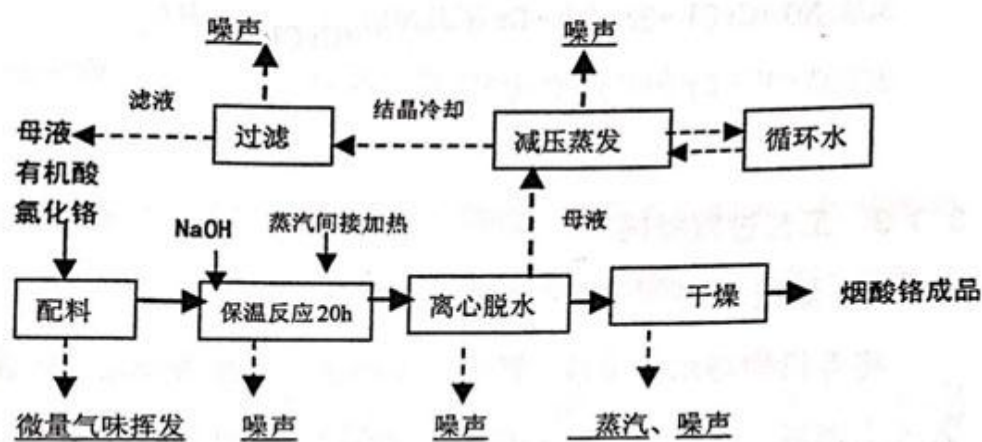 噪声
噪声
滤液
结晶冷却
过滤
减压蒸发
循环水
母液
有机酸
氯化铬
NaOH
蒸汽间接加热
母液
配料
保温反应20h
离心脱水
干燥
烟酸铬成品
微量气味挥发
噪声
噪声
蒸汽、噪声